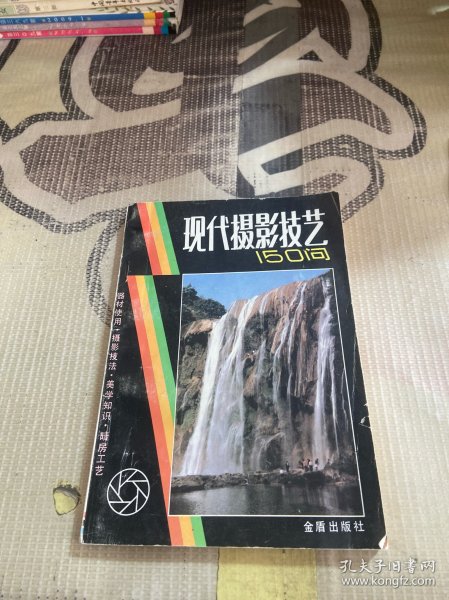 现代摄影技艺
150问
器材使用·摄影技法·美学知识·暗房工艺
金盾出版社
孔夫子旧书网
www.kongfz.com